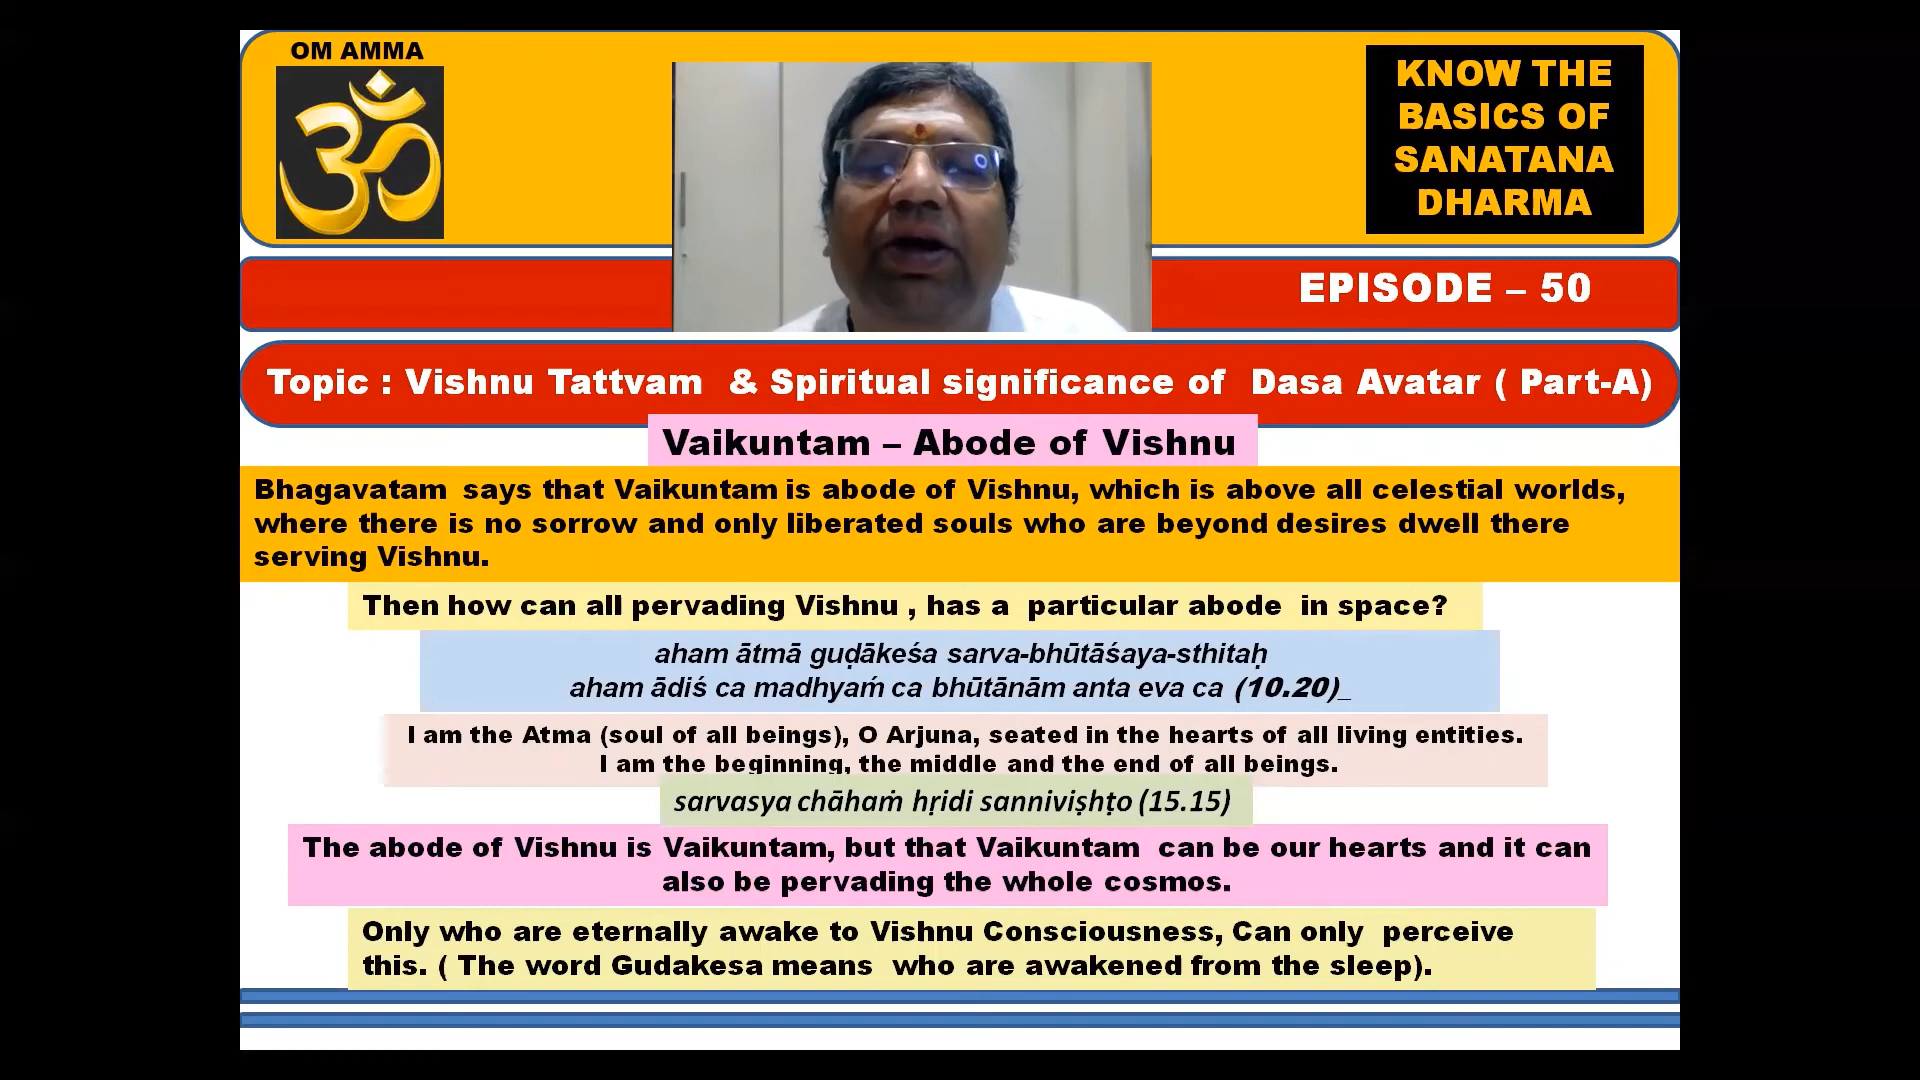 OM AMMA
ॐ
KNOW THE
BASICS OF
SANATANA
DHARMA
EPISODE – 50
Topic : Vishnu Tattvam & Spiritual significance of Dasa Avatar ( Part-A)
Vaikuntam – Abode of Vishnu
Bhagavatam says that Vaikuntam is abode of Vishnu, which is above all celestial worlds,
where there is no sorrow and only liberated souls who are beyond desires dwell there
serving Vishnu.
Then how can all pervading Vishnu , has a particular abode in space?
aham ātmā guḍākeśa sarva-bhūtāśaya-sthitaḥ
aham ādiś ca madhyaḿ ca bhūtānām anta eva ca (10.20)_
I am the Atma (soul of all beings), O Arjuna, seated in the hearts of all living entities.
I am the beginning, the middle and the end of all beings.
sarvasya chāhaṁ hṛidi sanniviṣhṭo (15.15)
The abode of Vishnu is Vaikuntam, but that Vaikuntam can be our hearts and it can
also be pervading the whole cosmos.
Only who are eternally awake to Vishnu Consciousness, Can only perceive
this. ( The word Gudakesa means who are awakened from the sleep).